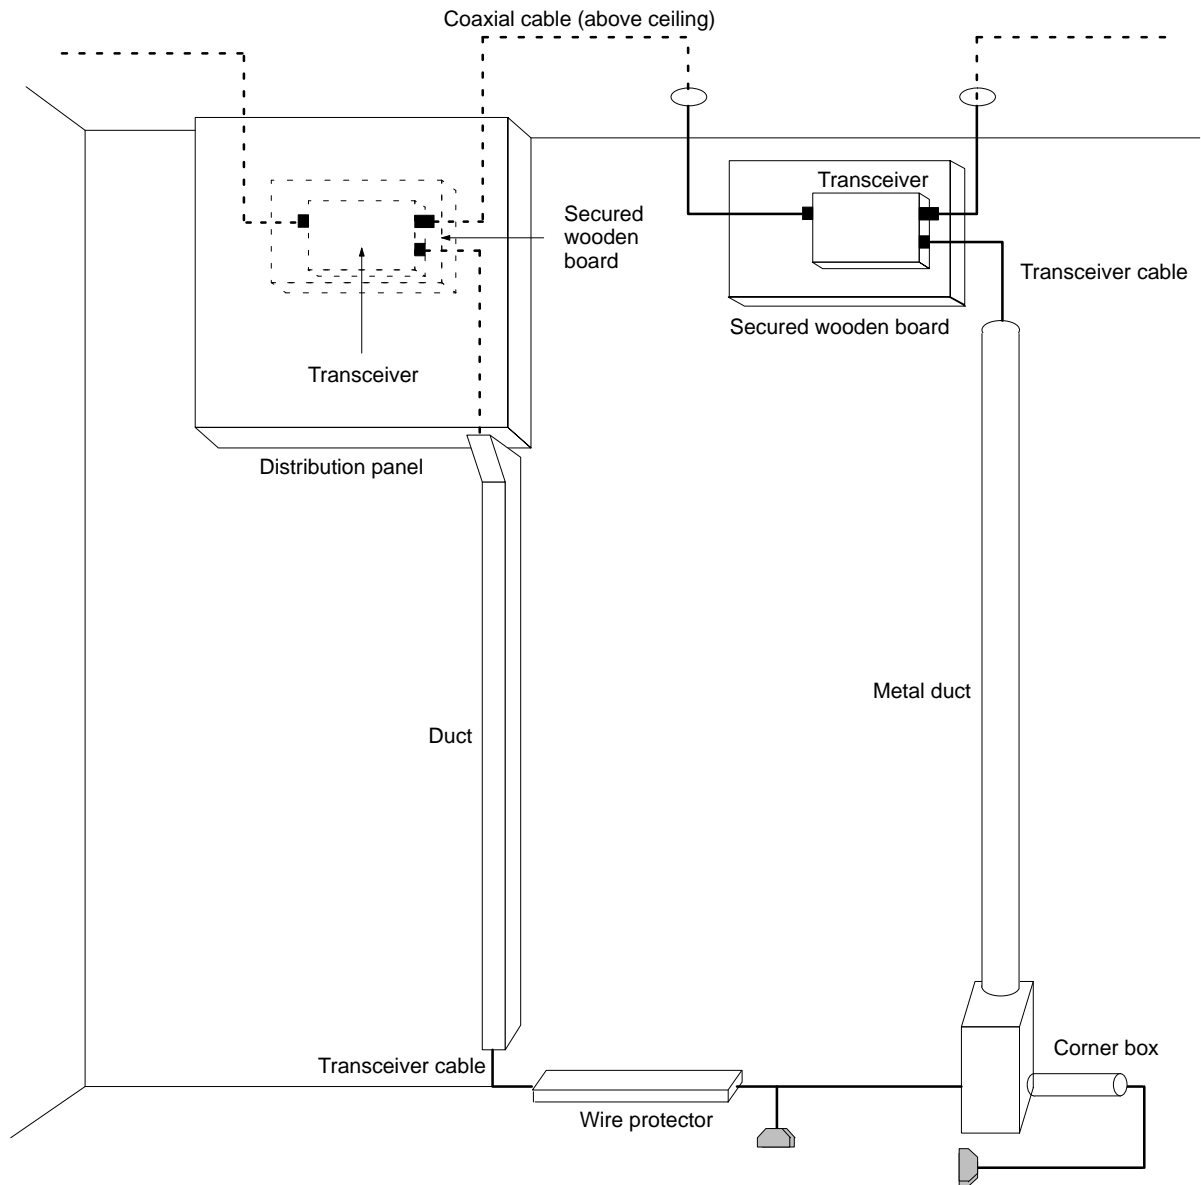 Coaxial cable (above ceiling)
Transceiver
Secured
wooden
board
Transceiver cable
Secured wooden board
Transceiver
Distribution panel
Metal duct
Duct
Corner box
Transceiver cable
Wire protector